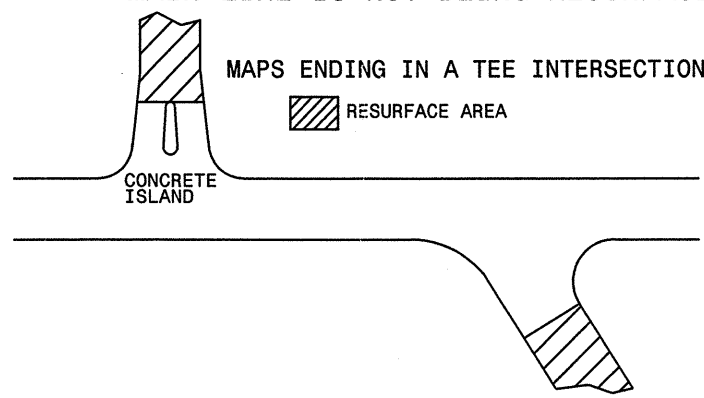 MAPS ENDING IN A TEE INTERSECTION
RESURFACE AREA
CONCRETE
ISLAND